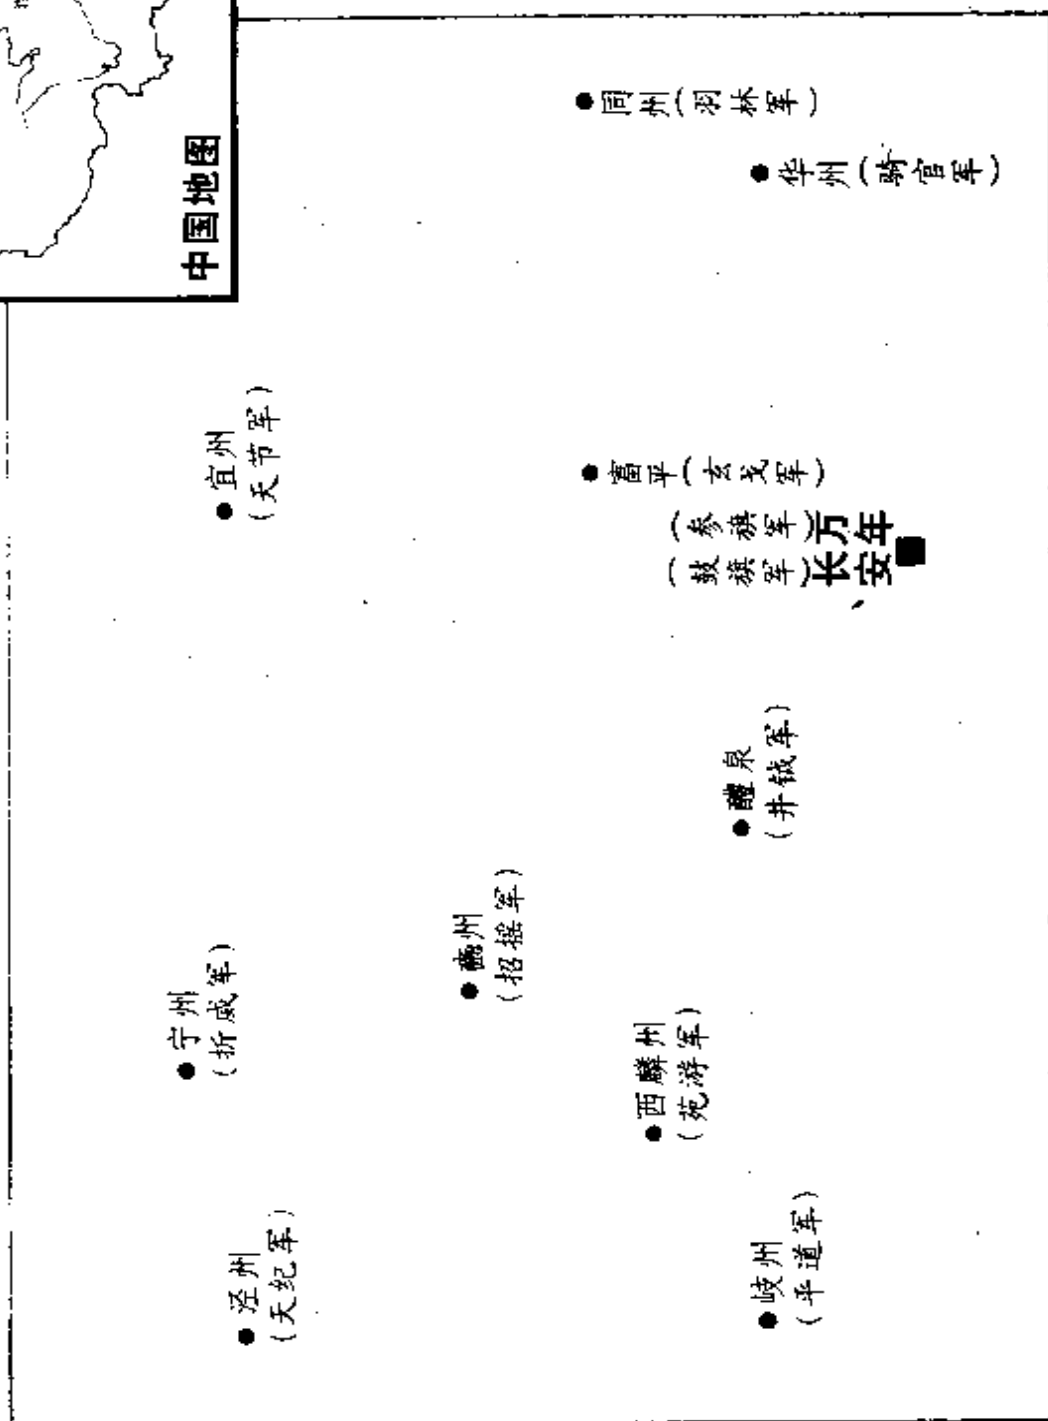 中国地图
同州(羽林军)
华州(骑官军)
宜州
(天节军)
富平(玄戈军)
(参旗军)万年
(鼓旗军)长安
醴泉
(井钺军)
宁州
(折威军)
州
(招摇军)
西麟州
(苑游军)
泾州
(天纪军)
岐州
(平道军)